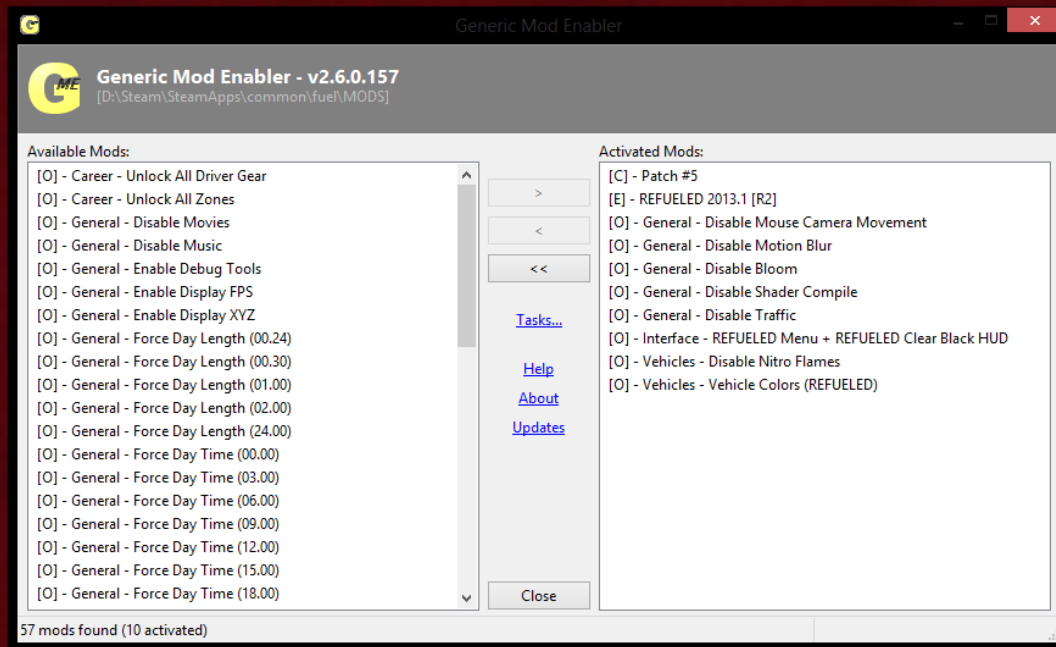 Generic Mod Enabler
GME
Generic Mod Enabler - v2.6.0.157
[D:\Steam\SteamApps\common\fuel\MODS]
Available Mods:
[O] - Career - Unlock All Driver Gear
[O] - Career - Unlock All Zones
[O] - General - Disable Movies
[O] - General - Disable Music
[O] - General - Enable Debug Tools
[O] - General - Enable Display FPS
[O] - General - Enable Display XYZ
[O] - General - Force Day Length (00.24)
[O] - General - Force Day Length (00.30)
[O] - General - Force Day Length (01.00)
[O] - General - Force Day Length (02.00)
[O] - General - Force Day Length (24.00)
[O] - General - Force Day Time (00.00)
[O] - General - Force Day Time (03.00)
[O] - General - Force Day Time (06.00)
[O] - General - Force Day Time (09.00)
[O] - General - Force Day Time (12.00)
[O] - General - Force Day Time (15.00)
[O] - General - Force Day Time (18.00)
>
<
<<
Tasks...
Help
About
Updates
Close
Activated Mods:
[C] - Patch #5
[E] - REFUELED 2013.1 [R2]
[O] - General - Disable Mouse Camera Movement
[O] - General - Disable Motion Blur
[O] - General - Disable Bloom
[O] - General - Disable Shader Compile
[O] - General - Disable Traffic
[O] - Interface - REFUELED Menu + REFUELED Clear Black HUD
[O] - Vehicles - Disable Nitro Flames
[O] - Vehicles - Vehicle Colors (REFUELED)
57 mods found (10 activated)